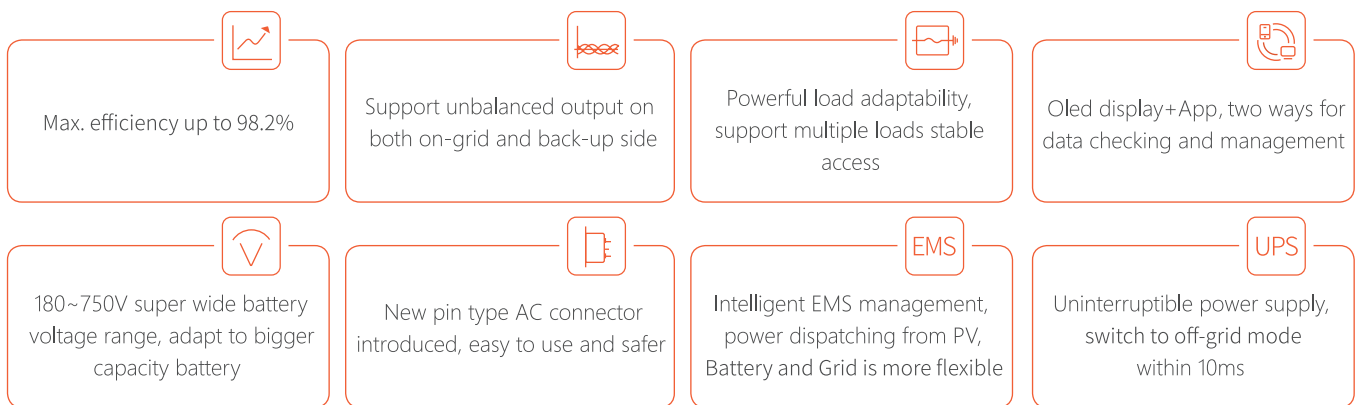 Max. efficiency up to 98.2%
Support unbalanced output on
both on-grid and back-up side
Powerful load adaptability,
support multiple loads stable
access
Oled display+App, two ways for
data checking and management
V
180~750V super wide battery
voltage range, adapt to bigger
capacity battery
New pin type AC connector
introduced, easy to use and safer
EMS
Intelligent EMS management,
power dispatching from PV,
Battery and Grid is more flexible
UPS
Uninterruptible power supply,
switch to off-grid mode
within 10ms